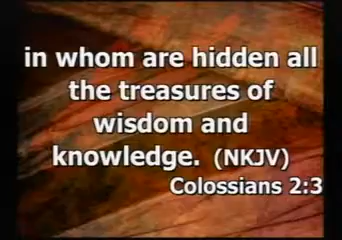 in whom are hidden all
the treasures of
wisdom and
knowledge. (NKJV)
Colossians 2:3